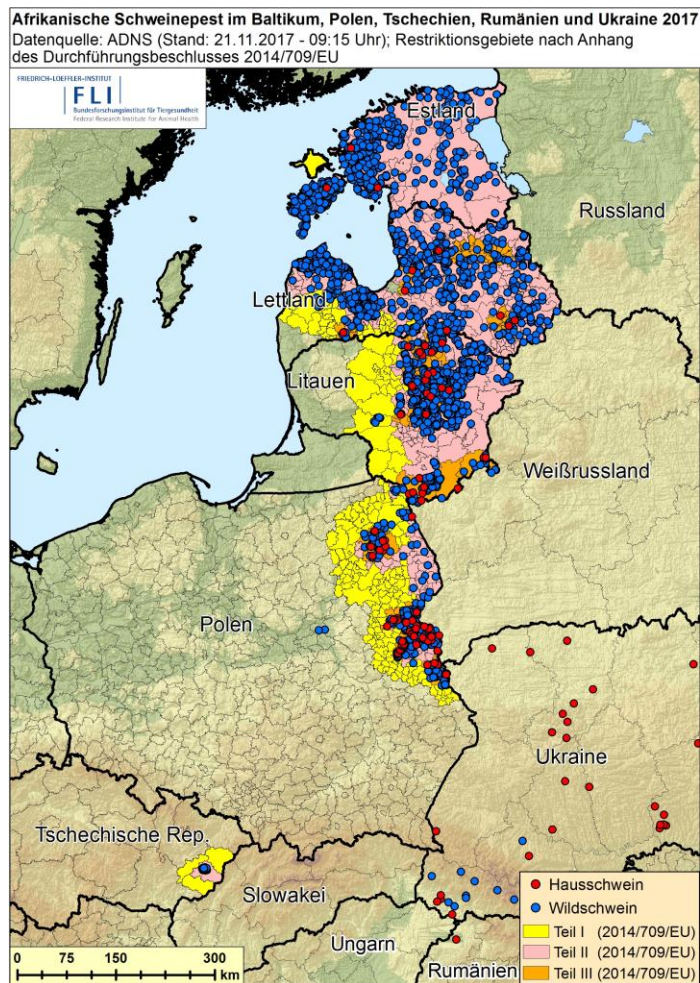 Afrikanische Schweinepest im Baltikum, Polen, Tschechien, Rumänien und Ukraine 2017
Datenquelle: ADNS (Stand: 21.11.2017 - 09:15 Uhr); Restriktionsgebiete nach Anhang
des Durchführungsbeschlusses 2014/709/EU
FRIEDRICH-LOEFFLER-INSTITUT
FLI
Bundesforschungsinstitut für Tiergesundheit
Federal Research Institute for Animal Health
Estland
Russland
Lettland
Litauen
Weißrussland
Polen
Ukraine
Tschechische Rep.
Slowakei
Ungarn
Rumänien
Hausschwein
Wildschwein
Teil I (2014/709/EU)
Teil II (2014/709/EU)
Teil III (2014/709/EU)
0 75 150 300
km